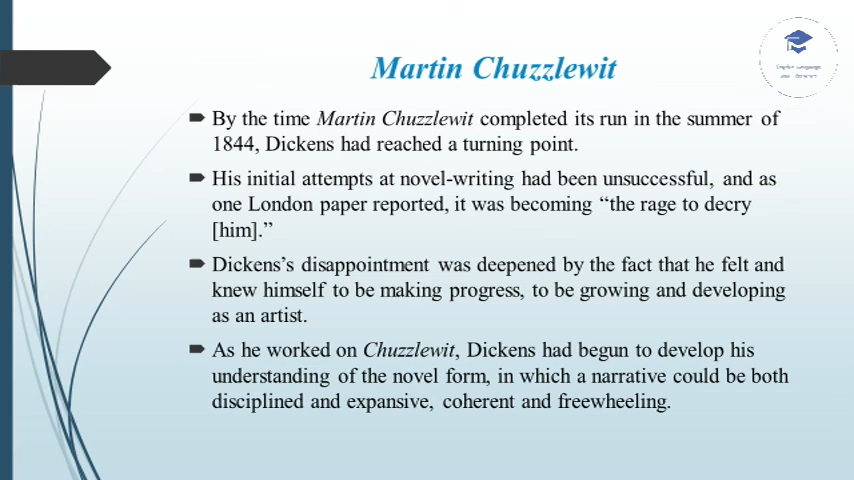 Martin Chuzzlewit
By the time Martin Chuzzlewit completed its run in the summer of
1844, Dickens had reached a turning point.
His initial attempts at novel-writing had been unsuccessful, and as
one London paper reported, it was becoming “the rage to decry
[him].”
Dickens’s disappointment was deepened by the fact that he felt and
knew himself to be making progress, to be growing and developing
as an artist.
As he worked on Chuzzlewit, Dickens had begun to develop his
understanding of the novel form, in which a narrative could be both
disciplined and expansive, coherent and freewheeling.